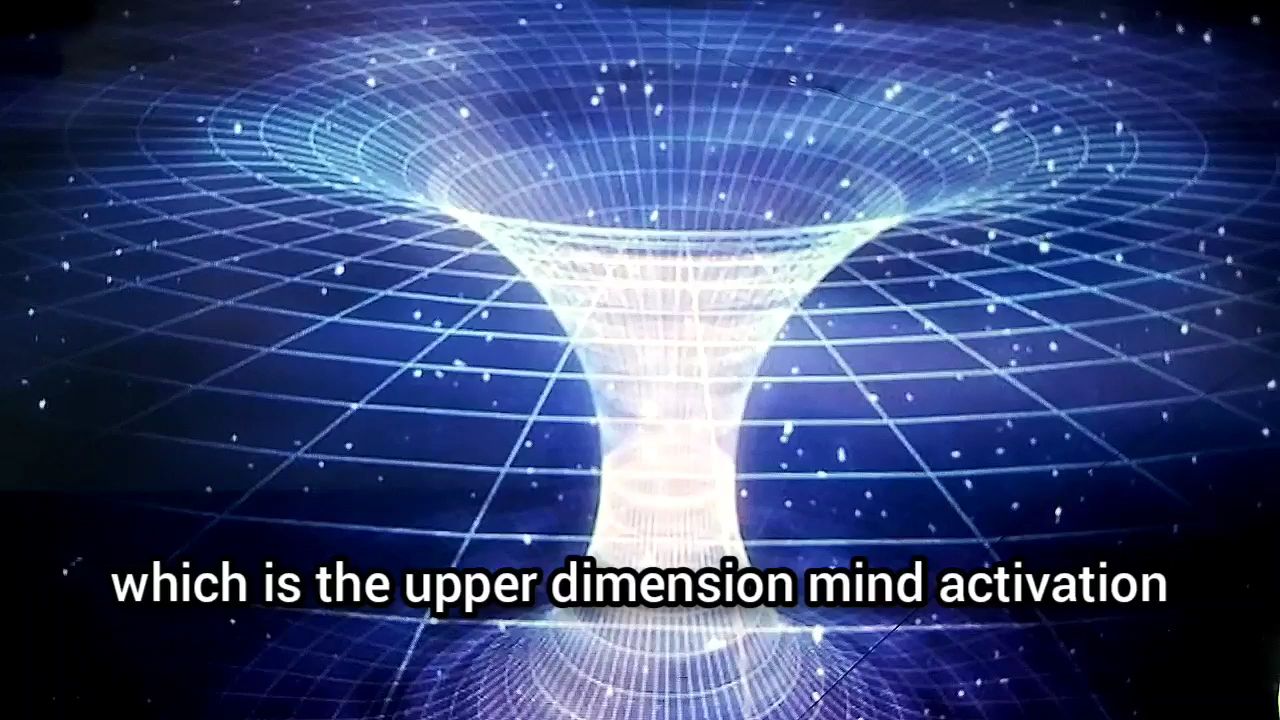 which is the upper dimension mind activation